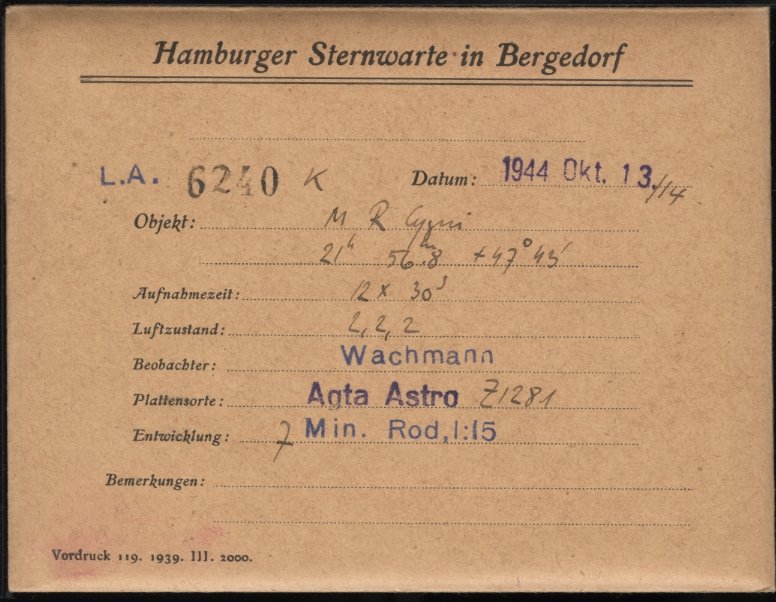 Hamburger Sternwarte in Bergedorf
L.A. 6240 K Datum: 1944 Okt. 13./14
Objekt: M R Cygni
21h 56m.8 +47° 45'
Aufnahmezeit: 12 x 30s
Luftzustand: 2, 2, 2
Beobachter: Wachmann
Plattensorte: Agfa Astro Z1281
Entwicklung: 7 Min. Rod, 1:15
Bemerkungen:
Vordruck 119. 1939. III. 2000.